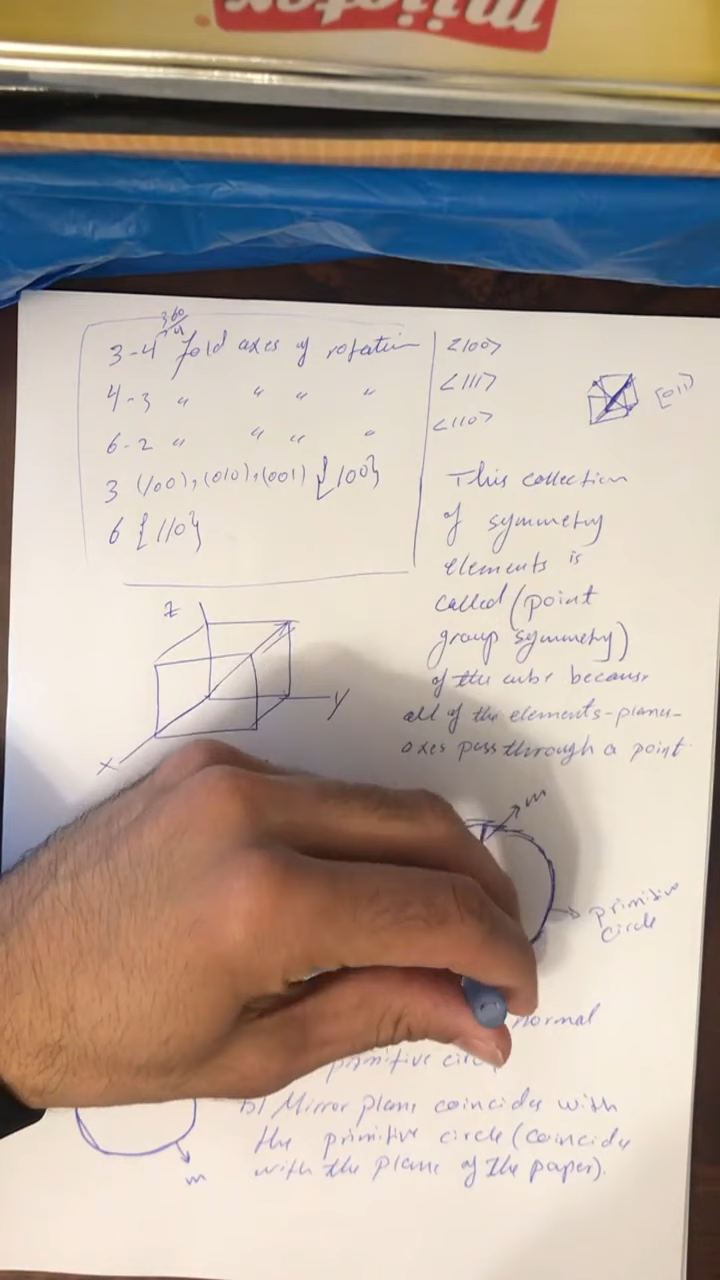 360
4
3-4 fold axes of rotation <100>
4-3 " " " " <111>
6-2 " " " " <110>
3 (100),(010),(001) {100}
6 {110}
[011]
This collection
of symmetry
elements is
called (point
group symmetry)
of the cube because
all of the elements-planes-
axes pass through a point
z
y
x
m
primitive
circle
normal
primitive
b) Mirror plane coincides with
the primitive circle (coincide
with the plane of the paper).
m